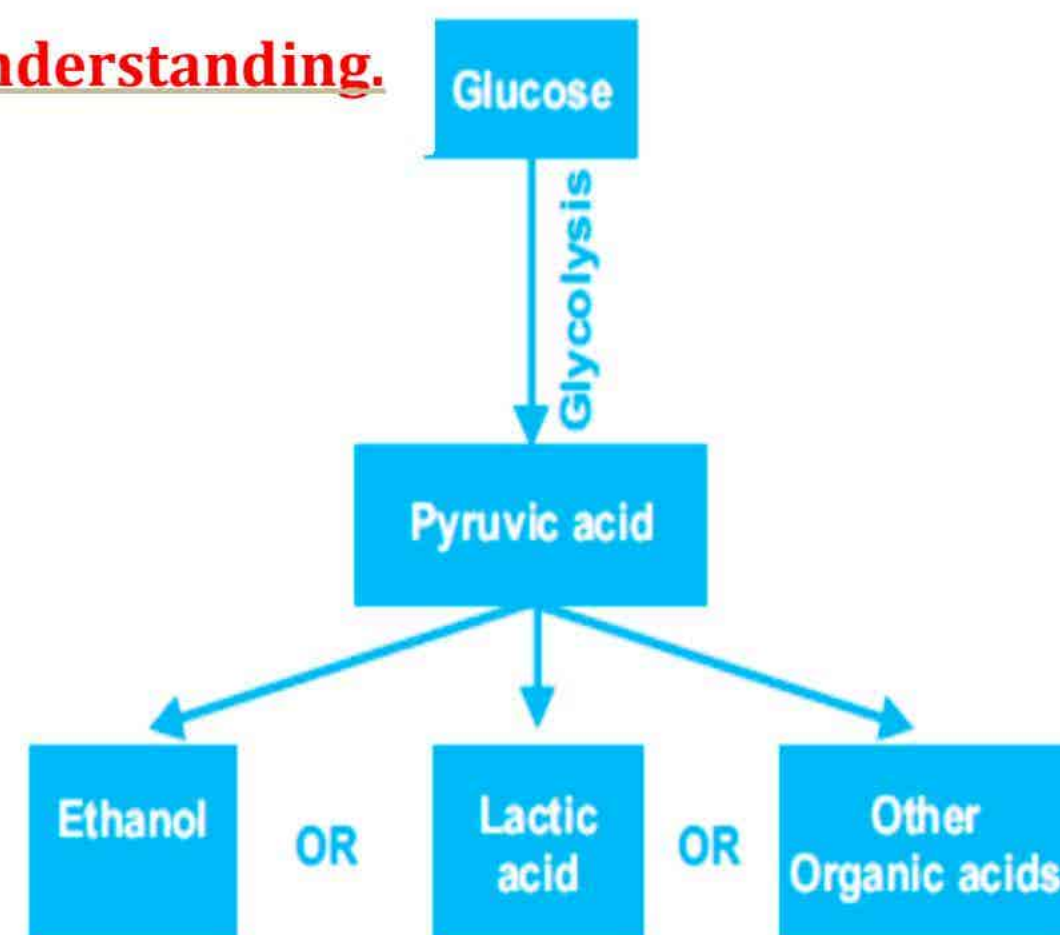 nderstanding.
Glucose
Glycolysis
Pyruvic acid
Ethanol
OR
Lactic
acid
OR
Other
Organic acids